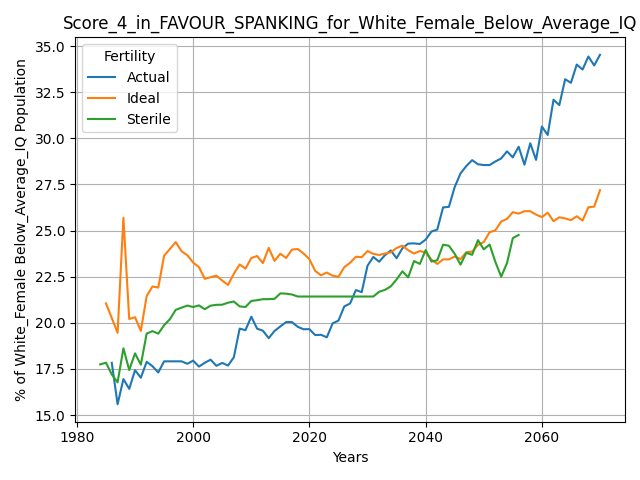 Score_4_in_FAVOUR_SPANKING_for_White_Female_Below_Average_IQ
% of White_Female Below_Average_IQ Population
35.0
32.5
30.0
27.5
25.0
22.5
20.0
17.5
15.0
Fertility
Actual
Ideal
Sterile
1980
2000
2020
2040
2060
Years